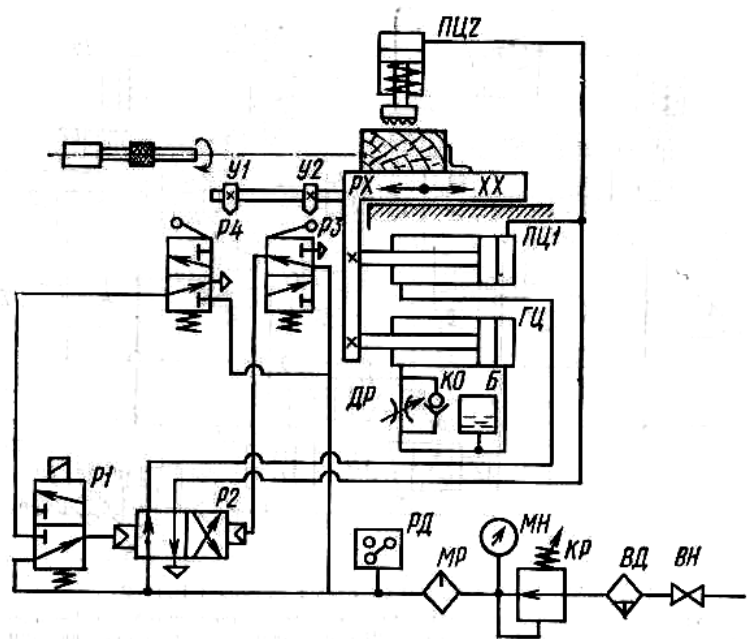 ПЦ2
У1 У2 РХ ХХ
Р4 Р3 ПЦ1
ГЦ
ДР КО Б
Р1 Р2
РД МН КР
МР ВД ВН